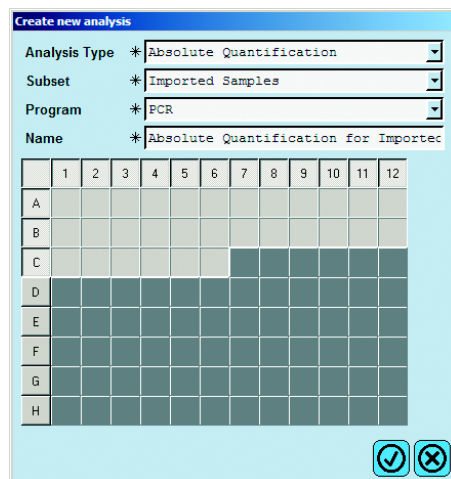 Create new analysis
Analysis Type * Absolute Quantification
Subset * Imported Samples
Program * PCR
Name * Absolute Quantification for Imported
1 2 3 4 5 6 7 8 9 10 11 12
A
B
C
D
E
F
G
H